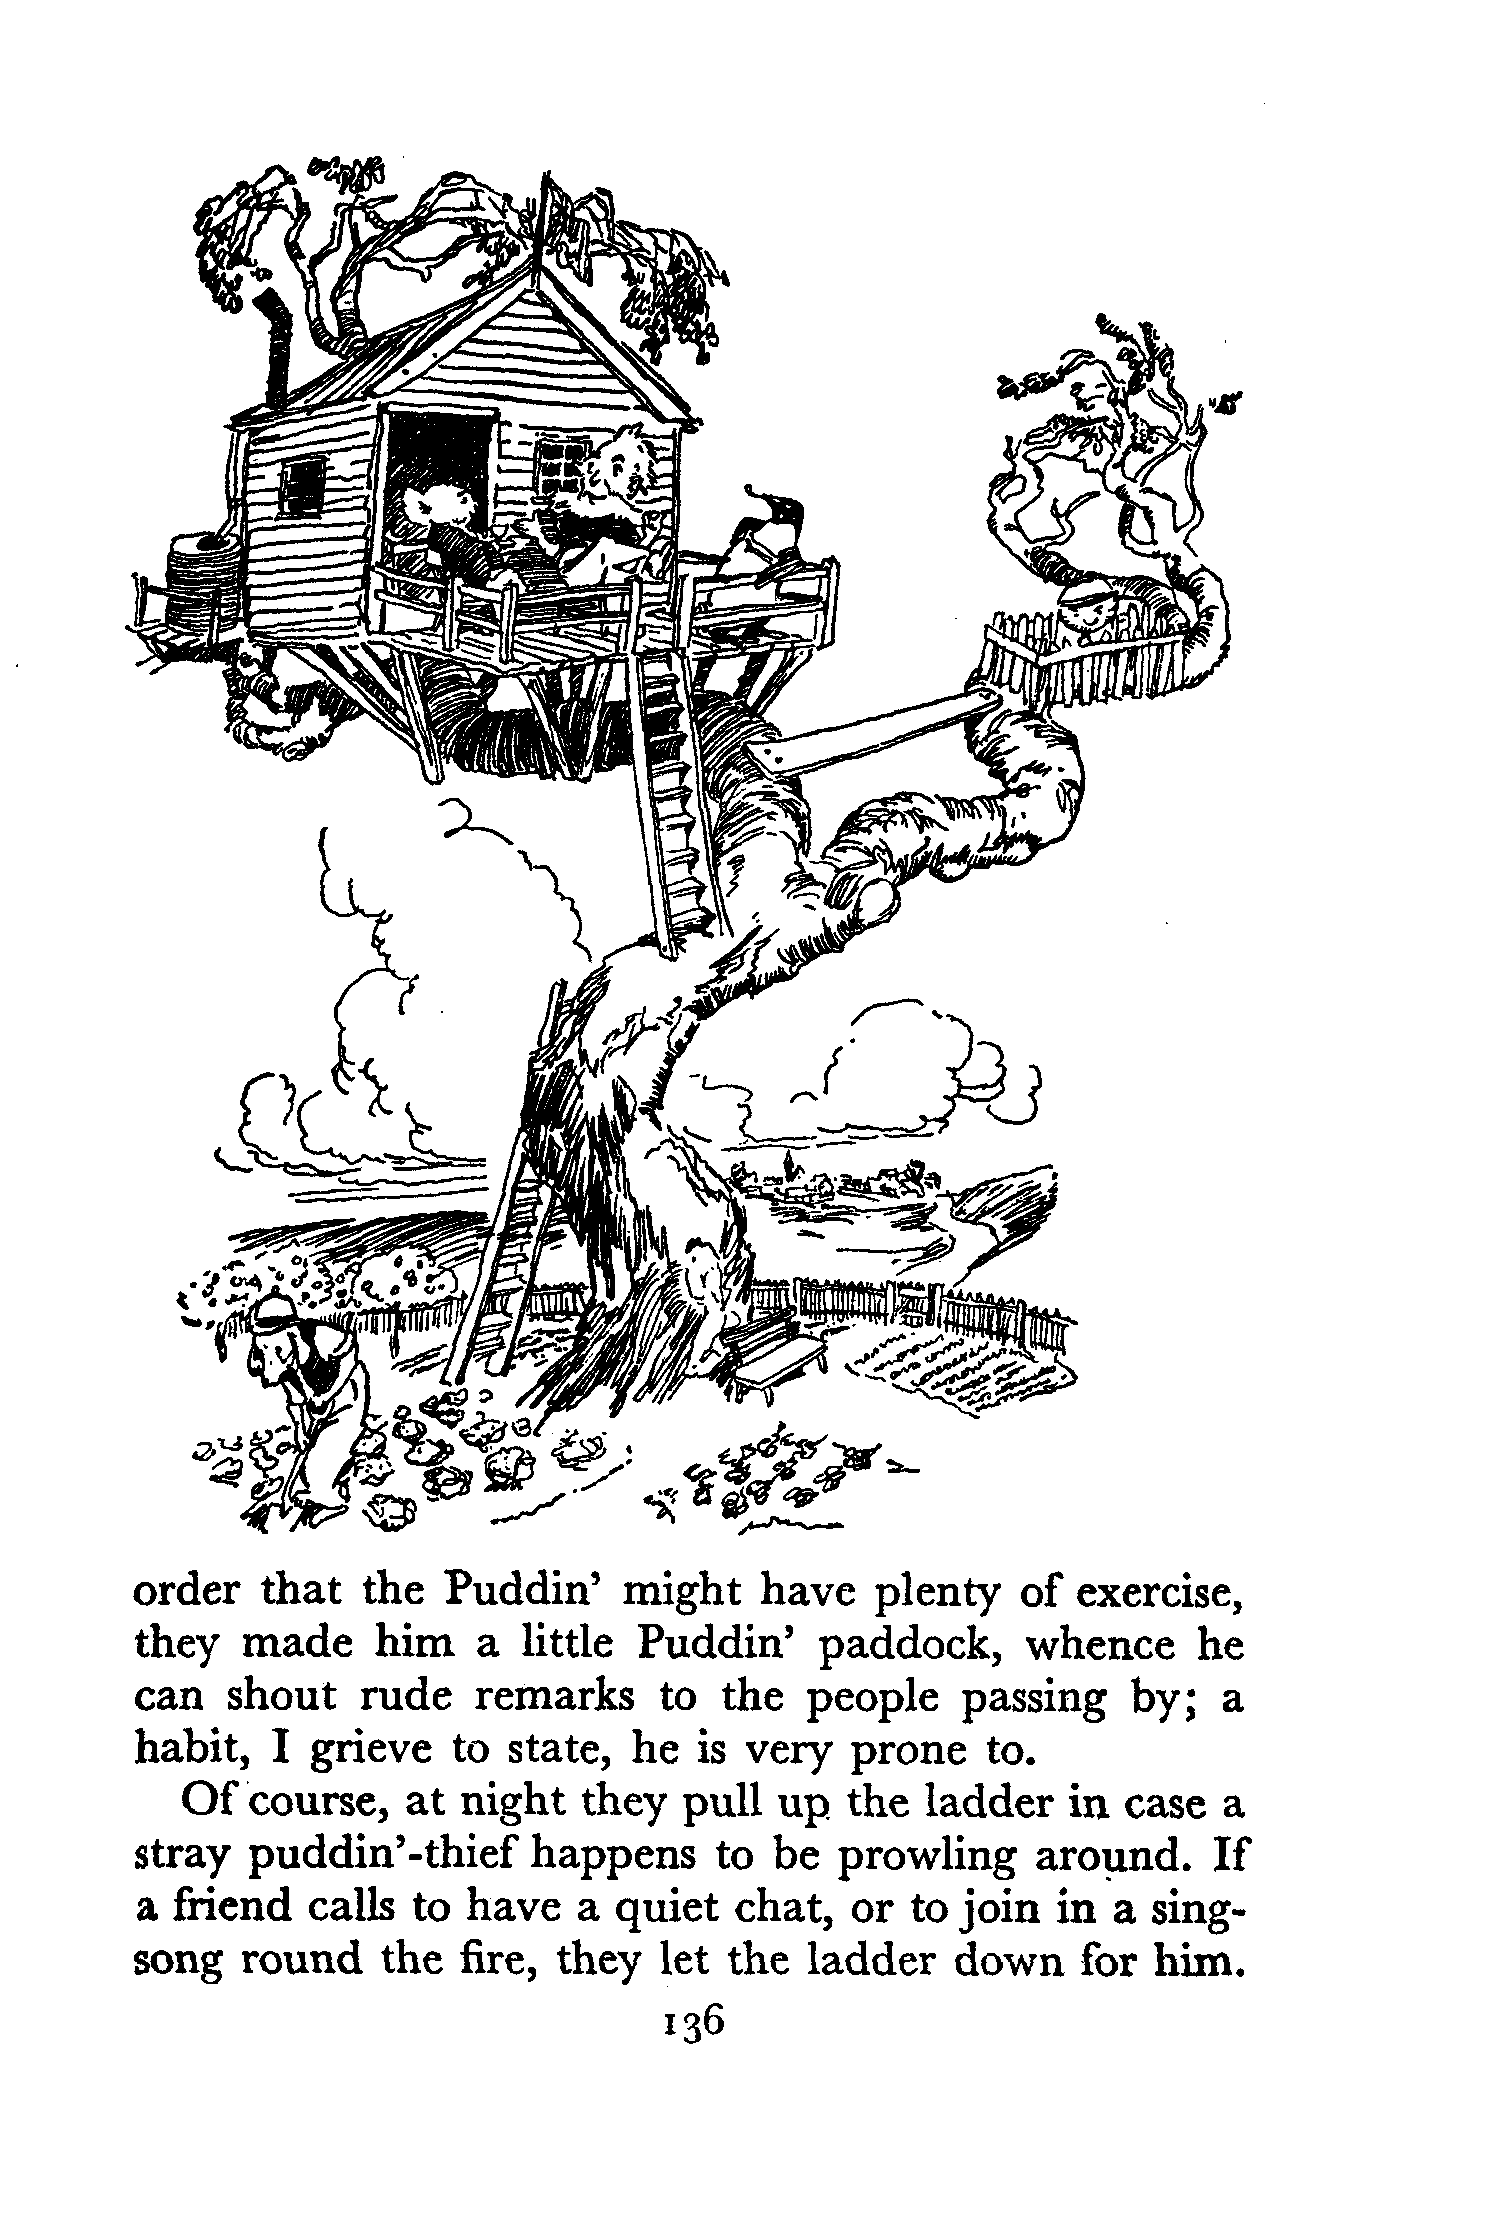 order that the Puddin’ might have plenty of exercise,
they made him a little Puddin’ paddock, whence he
can shout rude remarks to the people passing by; a
habit, I grieve to state, he is very prone to.
Of course, at night they pull up the ladder in case a
stray puddin’-thief happens to be prowling around. If
a friend calls to have a quiet chat, or to join in a sing-
song round the fire, they let the ladder down for him.
136